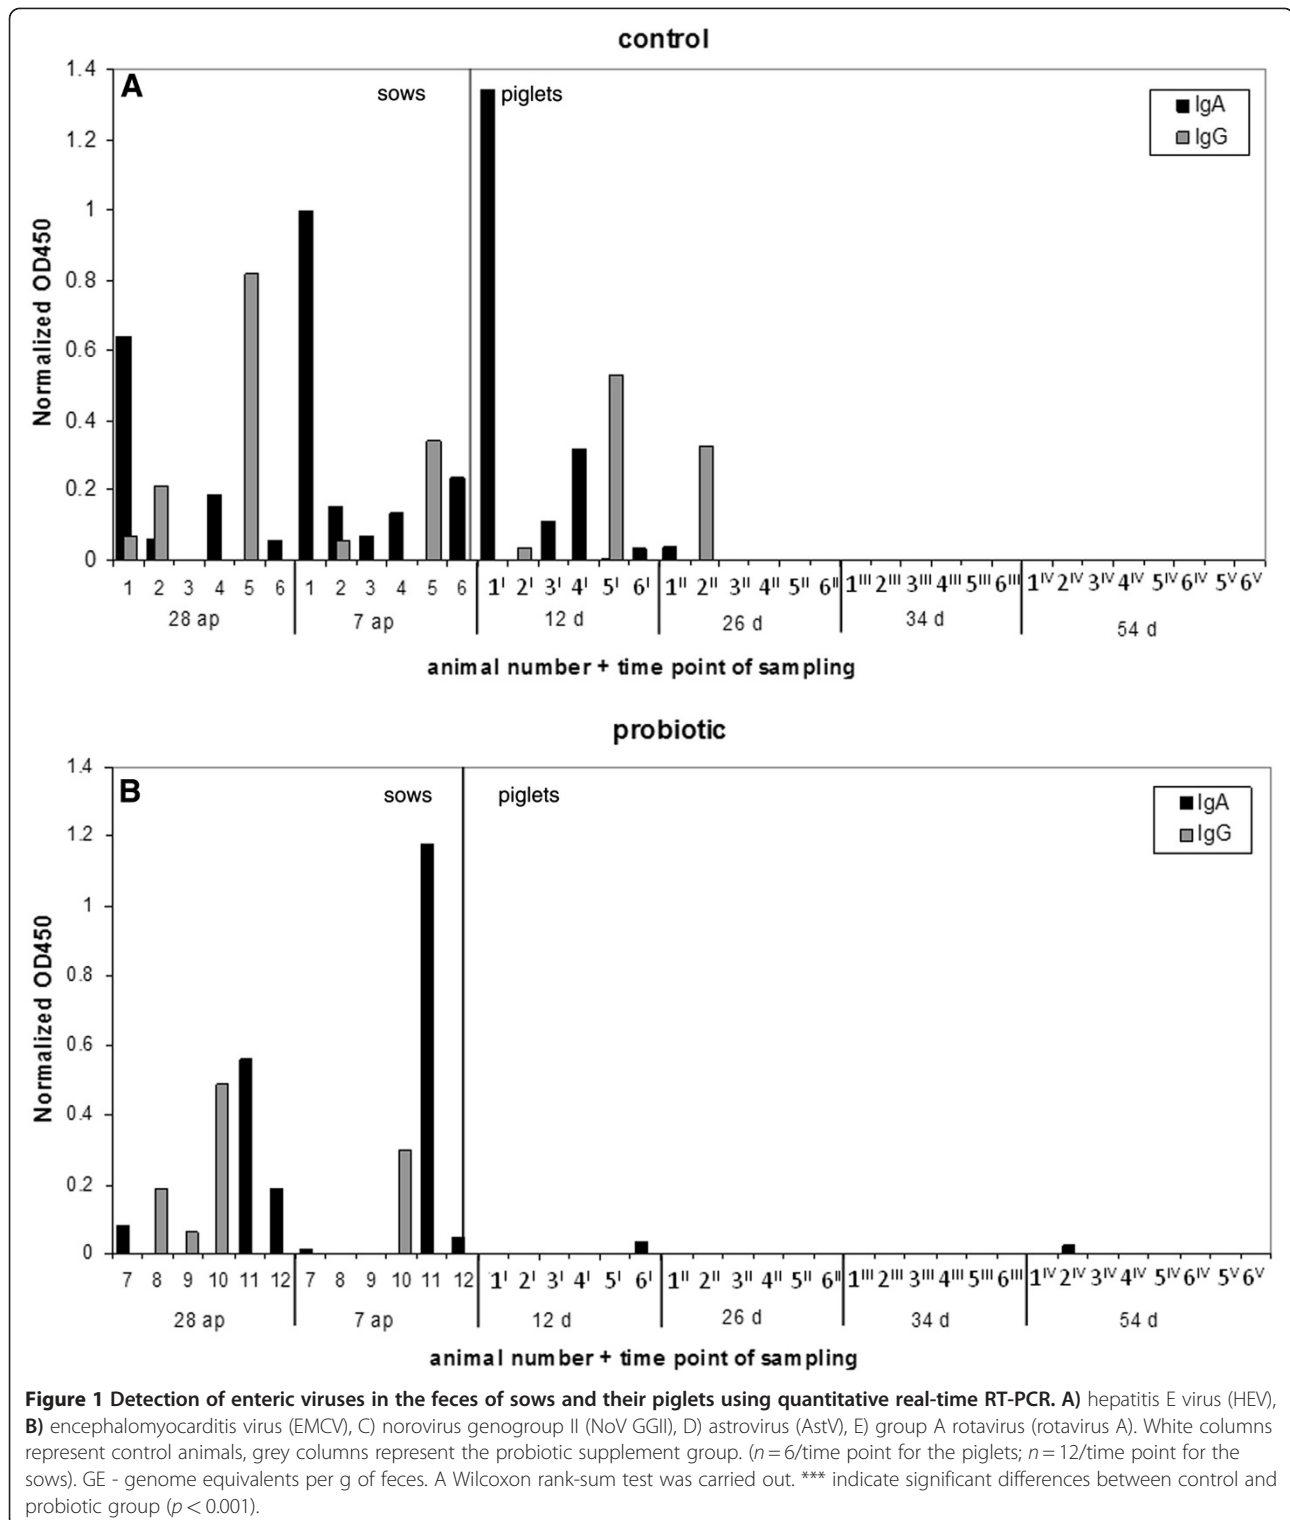 control
A
sows
piglets
IgA
IgG
1.4
1.2
1
0.8
0.6
0.4
0.2
0
Normalized OD450
1 2 3 4 5 6 1 2 3 4 5 6 1ᴵ 2ᴵ 3ᴵ 4ᴵ 5ᴵ 6ᴵ 1ᴵᴵ 2ᴵᴵ 3ᴵᴵ 4ᴵᴵ 5ᴵᴵ 6ᴵᴵ 1ᴵᴵᴵ 2ᴵᴵᴵ 3ᴵᴵᴵ 4ᴵᴵᴵ 5ᴵᴵᴵ 6ᴵᴵᴵ 1ᴵⱽ 2ᴵⱽ 3ᴵⱽ 4ᴵⱽ 5ᴵⱽ 6ᴵⱽ 5ⱽ 6ⱽ
28 ap 7 ap 12 d 26 d 34 d 54 d
animal number + time point of sampling
probiotic
B
sows
piglets
IgA
IgG
1.4
1.2
1
0.8
0.6
0.4
0.2
0
Normalized OD450
7 8 9 10 11 12 7 8 9 10 11 12 1ᴵ 2ᴵ 3ᴵ 4ᴵ 5ᴵ 6ᴵ 1ᴵᴵ 2ᴵᴵ 3ᴵᴵ 4ᴵᴵ 5ᴵᴵ 6ᴵᴵ 1ᴵᴵᴵ 2ᴵᴵᴵ 3ᴵᴵᴵ 4ᴵᴵᴵ 5ᴵᴵᴵ 6ᴵᴵᴵ 1ᴵⱽ 2ᴵⱽ 3ᴵⱽ 4ᴵⱽ 5ᴵⱽ 6ᴵⱽ 5ⱽ 6ⱽ
28 ap 7 ap 12 d 26 d 34 d 54 d
animal number + time point of sampling
Figure 1 Detection of enteric viruses in the feces of sows and their piglets using quantitative real-time RT-PCR. A) hepatitis E virus (HEV),
B) encephalomyocarditis virus (EMCV), C) norovirus genogroup II (NoV GGII), D) astrovirus (AstV), E) group A rotavirus (rotavirus A). White columns
represent control animals, grey columns represent the probiotic supplement group. (n = 6/time point for the piglets; n = 12/time point for the
sows). GE - genome equivalents per g of feces. A Wilcoxon rank-sum test was carried out. *** indicate significant differences between control and
probiotic group (p < 0.001).